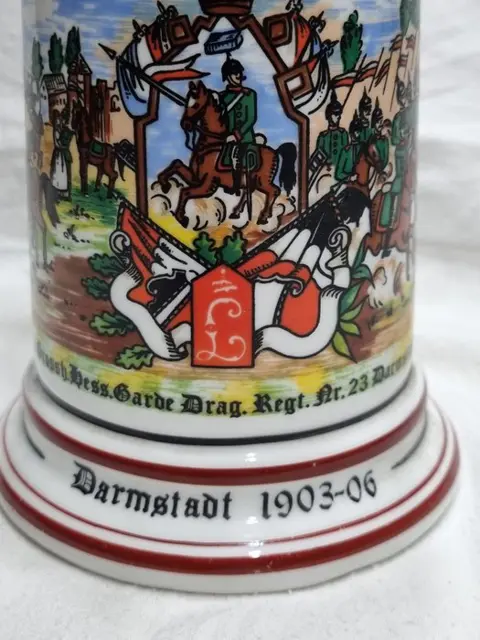 L
Hess. Garde Drag. Regt. Nr. 23
Darmstadt 1903-06